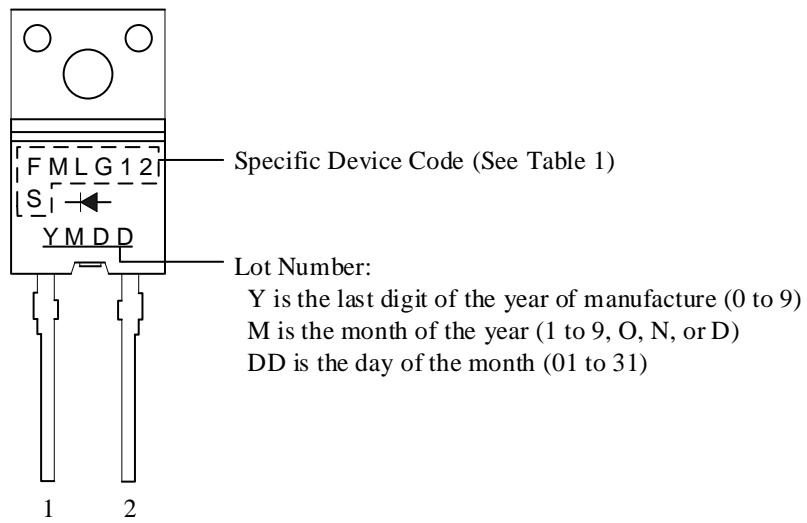 F M L G 1 2
S
Specific Device Code (See Table 1)
Y M D D
Lot Number:
Y is the last digit of the year of manufacture (0 to 9)
M is the month of the year (1 to 9, O, N, or D)
DD is the day of the month (01 to 31)
1 2